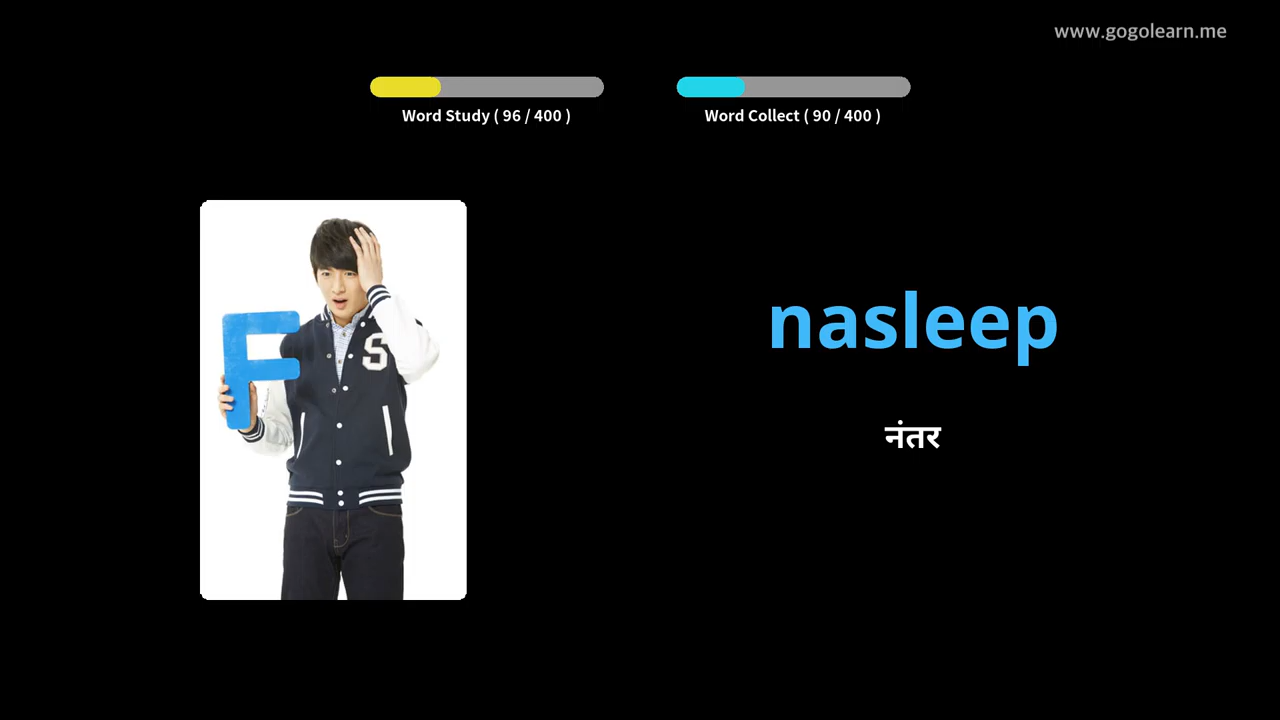 www.gogolearn.me
Word Study ( 96 / 400 )
Word Collect ( 90 / 400 )
F
S
nasleep
नंतर